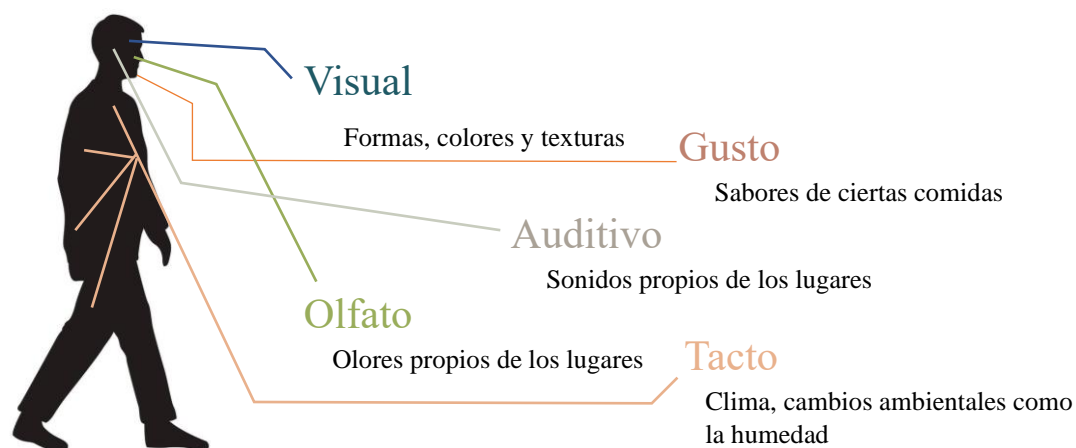 Visual
Formas, colores y texturas
Gusto
Sabores de ciertas comidas
Auditivo
Sonidos propios de los lugares
Olfato
Olores propios de los lugares
Tacto
Clima, cambios ambientales como
la humedad